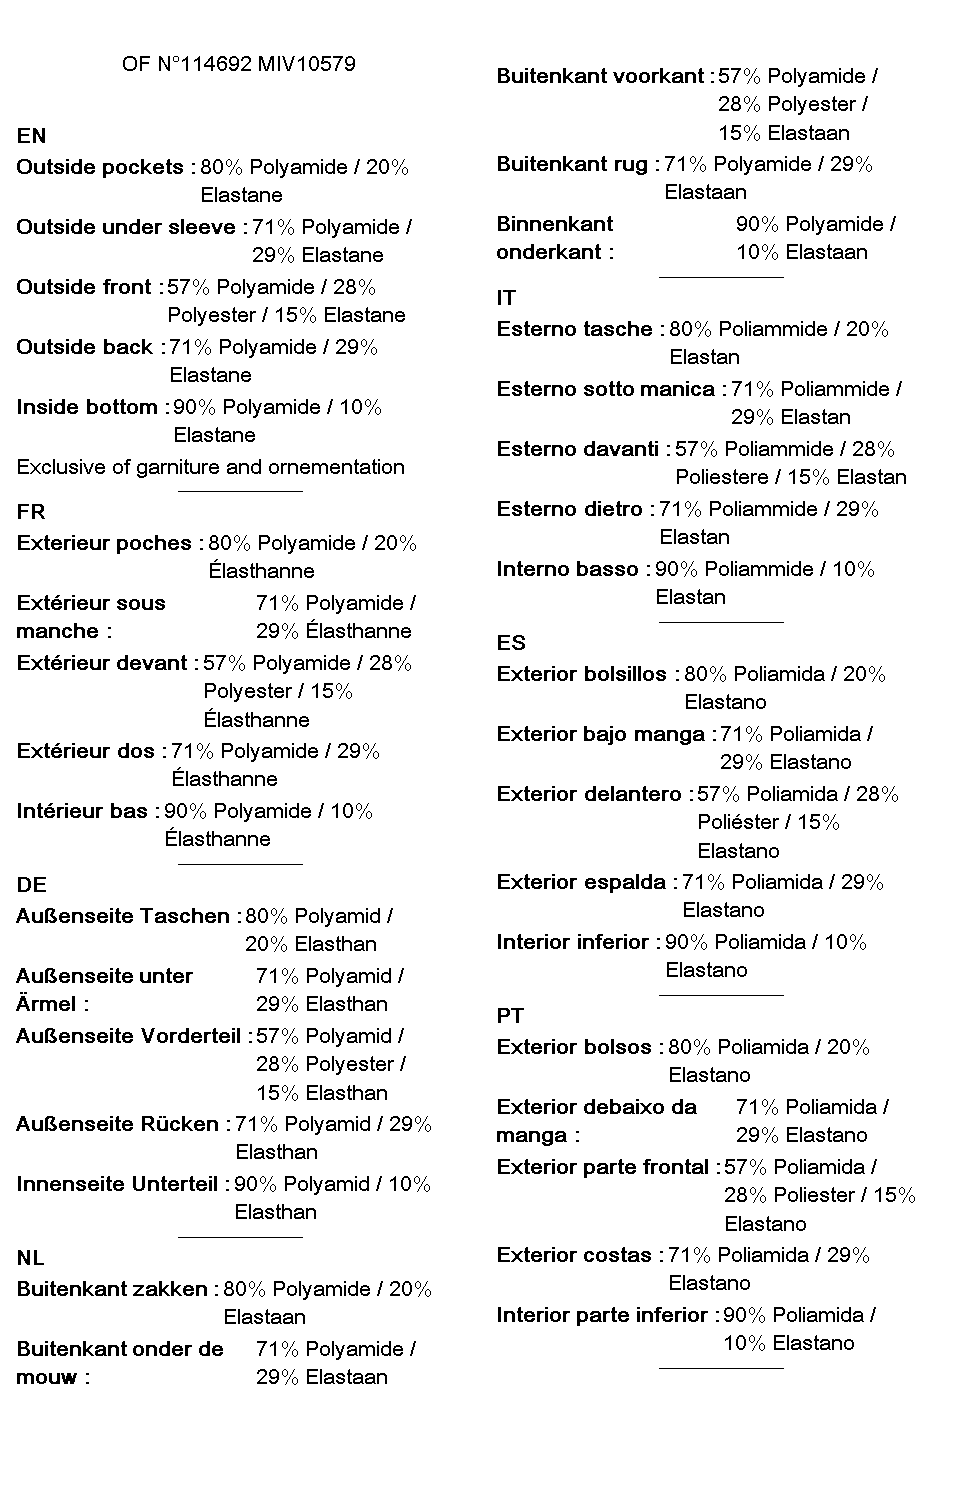 OF N°114692 MIV10579
EN
Outside pockets : 80% Polyamide / 20%
Elastane
Outside under sleeve : 71% Polyamide /
29% Elastane
Outside front : 57% Polyamide / 28%
Polyester / 15% Elastane
Outside back : 71% Polyamide / 29%
Elastane
Inside bottom : 90% Polyamide / 10%
Elastane
Exclusive of garniture and ornementation
FR
Exterieur poches : 80% Polyamide / 20%
Élasthanne
Extérieur sous 71% Polyamide /
manche : 29% Élasthanne
Extérieur devant : 57% Polyamide / 28%
Polyester / 15%
Élasthanne
Extérieur dos : 71% Polyamide / 29%
Élasthanne
Intérieur bas : 90% Polyamide / 10%
Élasthanne
DE
Außenseite Taschen : 80% Polyamid /
20% Elasthan
Außenseite unter 71% Polyamid /
Ärmel : 29% Elasthan
Außenseite Vorderteil : 57% Polyamid /
28% Polyester /
15% Elasthan
Außenseite Rücken : 71% Polyamid / 29%
Elasthan
Innenseite Unterteil : 90% Polyamid / 10%
Elasthan
NL
Buitenkant zakken : 80% Polyamide / 20%
Elastaan
Buitenkant onder de 71% Polyamide /
mouw : 29% Elastaan
Buitenkant voorkant : 57% Polyamide /
28% Polyester /
15% Elastaan
Buitenkant rug : 71% Polyamide / 29%
Elastaan
Binnenkant 90% Polyamide /
onderkant : 10% Elastaan
IT
Esterno tasche : 80% Poliammide / 20%
Elastan
Esterno sotto manica : 71% Poliammide /
29% Elastan
Esterno davanti : 57% Poliammide / 28%
Poliestere / 15% Elastan
Esterno dietro : 71% Poliammide / 29%
Elastan
Interno basso : 90% Poliammide / 10%
Elastan
ES
Exterior bolsillos : 80% Poliamida / 20%
Elastano
Exterior bajo manga : 71% Poliamida /
29% Elastano
Exterior delantero : 57% Poliamida / 28%
Poliéster / 15%
Elastano
Exterior espalda : 71% Poliamida / 29%
Elastano
Interior inferior : 90% Poliamida / 10%
Elastano
PT
Exterior bolsos : 80% Poliamida / 20%
Elastano
Exterior debaixo da 71% Poliamida /
manga : 29% Elastano
Exterior parte frontal : 57% Poliamida /
28% Poliester / 15%
Elastano
Exterior costas : 71% Poliamida / 29%
Elastano
Interior parte inferior : 90% Poliamida /
10% Elastano